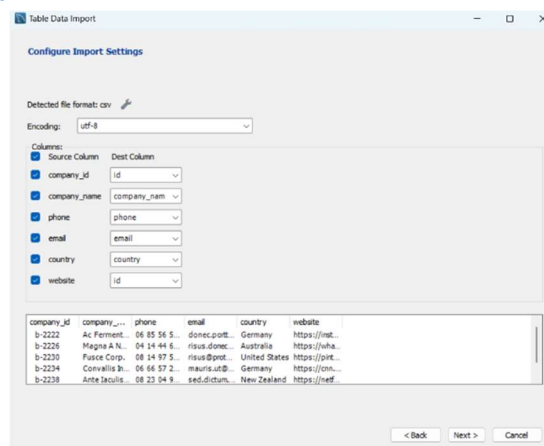 Table Data Import
Configure Import Settings
Detected file format: csv
Encoding: utf-8
Columns:
Source Column Dest Column
company_id id
company_name company_nam
phone phone
email email
country country
website id
company_id company_... phone email country website
b-2222 Ac Ferment... 06 85 56 5... donec.portt... Germany https://inst...
b-2226 Magna A N... 04 14 44 6... risus.donec... Australia https://wha...
b-2230 Fusce Corp. 08 14 97 5... risus@prot... United States https://pint...
b-2234 Convallis In... 06 66 57 2... mauris.ut@... Germany https://cnn....
b-2238 Ante Iaculis... 08 23 04 9... sed.dictum... New Zealand https://netf...
< Back Next > Cancel